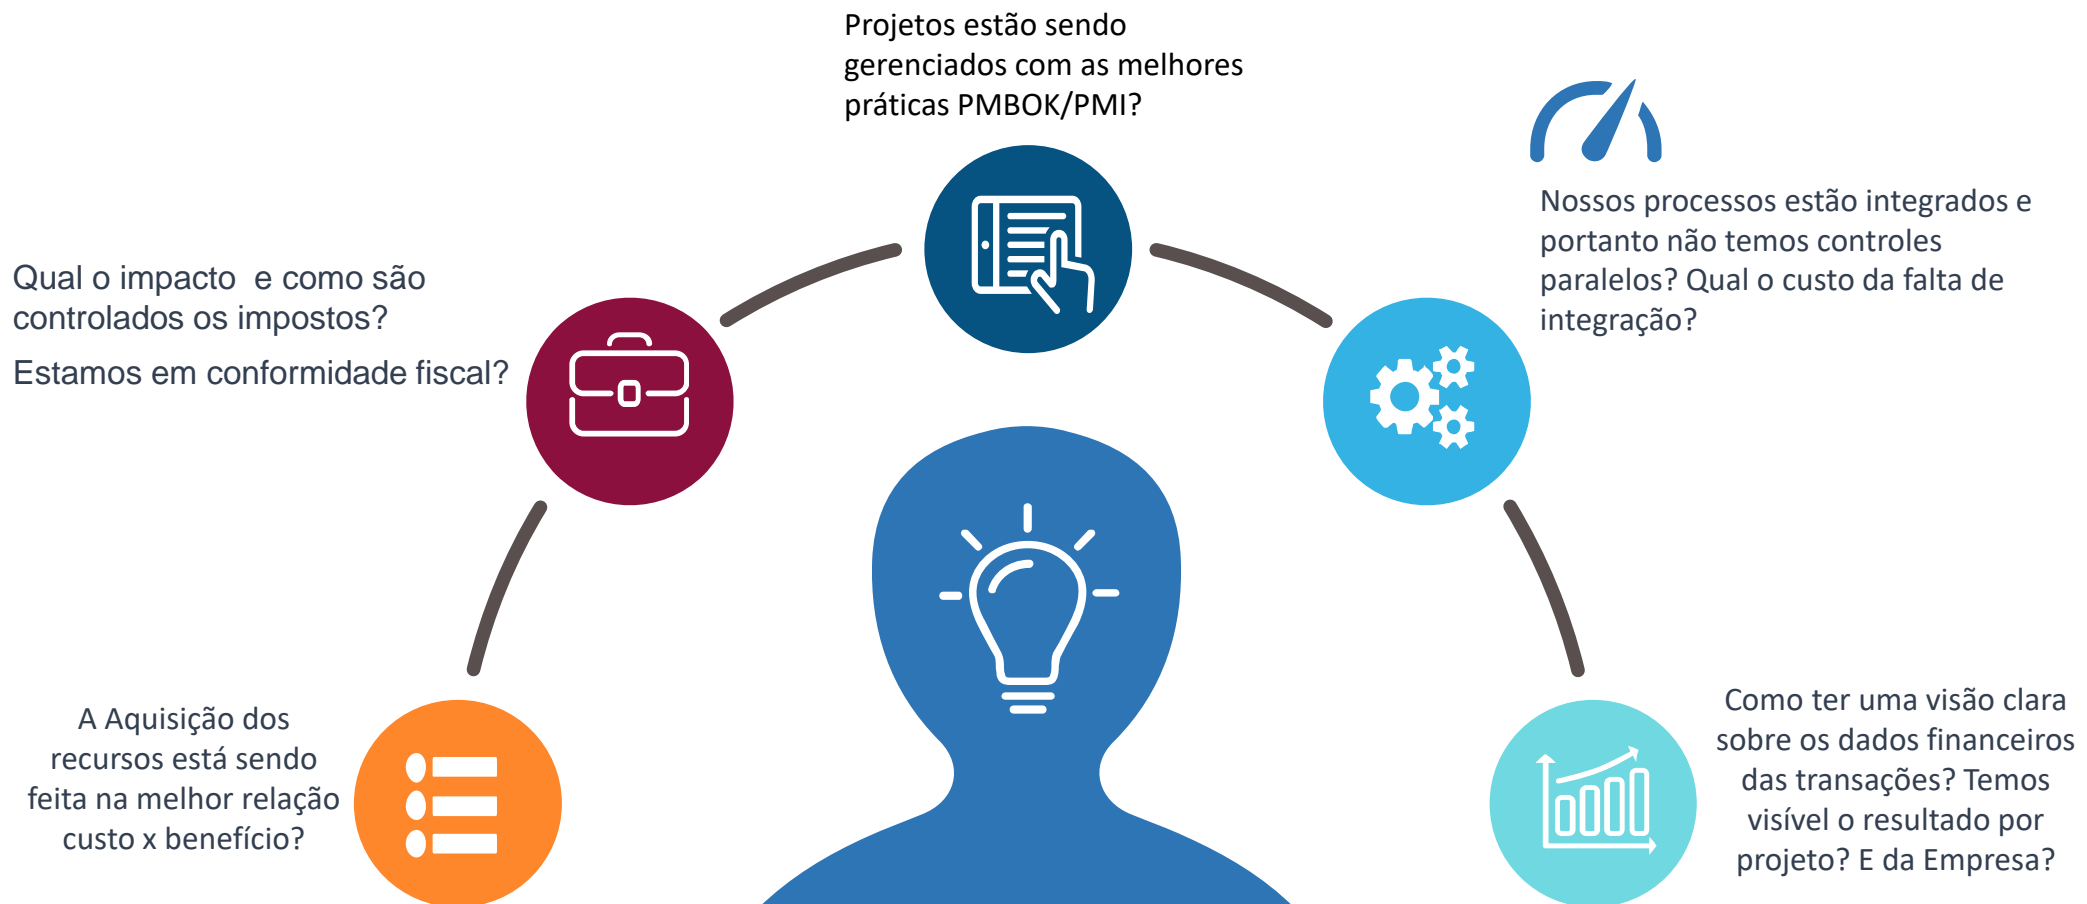 Projetos estão sendo
gerenciados com as melhores
práticas PMBOK/PMI?
Nossos processos estão integrados e
portanto não temos controles
paralelos? Qual o custo da falta de
integração?
Qual o impacto  e como são
controlados os impostos?
Estamos em conformidade fiscal?
A Aquisição dos
recursos está sendo
feita na melhor relação
custo x benefício?
Como ter uma visão clara
sobre os dados financeiros
das transações? Temos
visível o resultado por
projeto? E da Empresa?